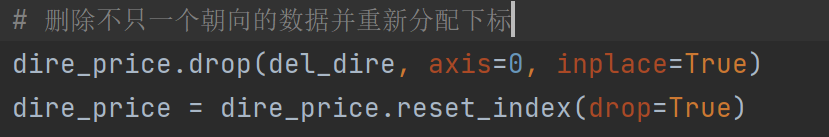 # 删除不只一个朝向的数据并重新分配下标
dire_price.drop(del_dire, axis=0, inplace=True)
dire_price = dire_price.reset_index(drop=True)